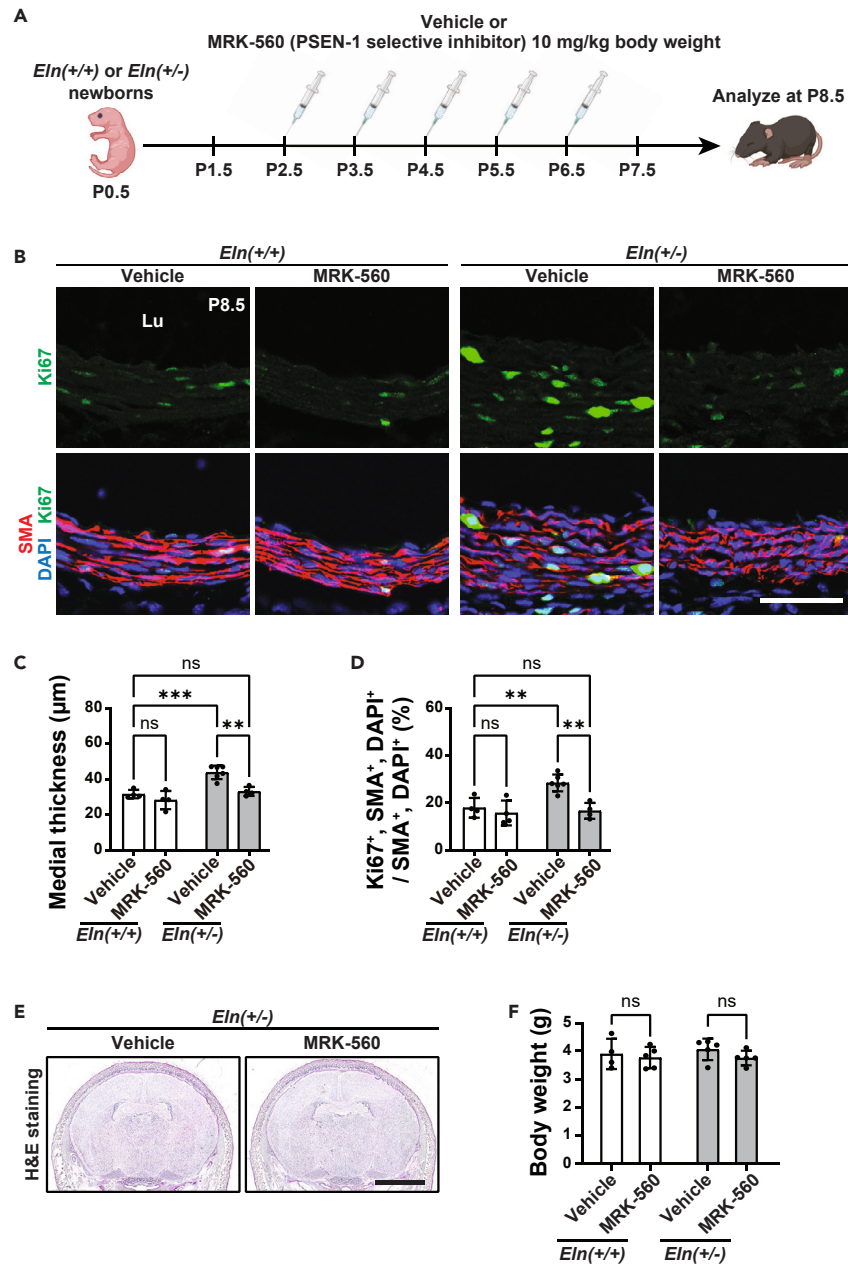 A
Vehicle or
MRK-560 (PSEN-1 selective inhibitor) 10 mg/kg body weight
Eln(+/+) or Eln(+/-)
newborns
Analyze at P8.5
P0.5
P1.5 P2.5 P3.5 P4.5 P5.5 P6.5 P7.5
B
Eln(+/+) Eln(+/-)
Vehicle MRK-560 Vehicle MRK-560
P8.5
Lu
Ki67
SMA
DAPI Ki67
C
ns
***
ns
**
Medial thickness (µm)
80
60
40
20
0
Vehicle MRK-560 Vehicle MRK-560
Eln(+/+) Eln(+/-)
D
ns
**
ns
**
Ki67+, SMA+, DAPI+
/ SMA+, DAPI+ (%)
60
40
20
0
Vehicle MRK-560 Vehicle MRK-560
Eln(+/+) Eln(+/-)
E
Eln(+/-)
Vehicle MRK-560
H&E staining
F
ns ns
Body weight (g)
5
4
3
2
1
0
Vehicle MRK-560 Vehicle MRK-560
Eln(+/+) Eln(+/-)